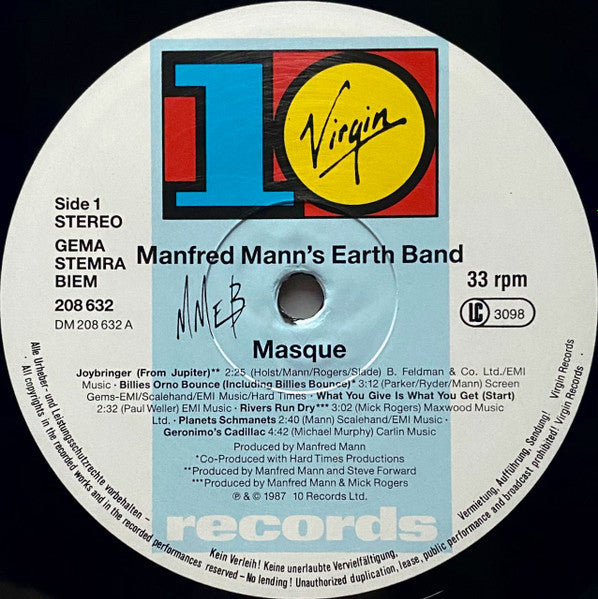 10
Virgin
Side 1
STEREO
GEMA
STEMRA
BIEM
208 632
DM 208 632 A
Manfred Mann's Earth Band
33 rpm
LC 3098
MMEB
Masque
Joybringer (From Jupiter)** 2:25 (Holst/Mann/Rogers/Slade) B. Feldman & Co. Ltd./EMI
Music · Billies Orno Bounce (Including Billies Bounce)* 3:12 (Parker/Ryder/Mann) Screen
Gems-EMI/Scalehand/EMI Music/Hard Times · What You Give Is What You Get (Start)
2:32 (Paul Weller) EMI Music · Rivers Run Dry*** 3:02 (Mick Rogers) Maxwood Music
Ltd. · Planets Schmanets 2:40 (Mann) Scalehand/EMI Music ·
Geronimo's Cadillac 4:42 (Michael Murphy) Carlin Music
Produced by Manfred Mann
*Co-Produced with Hard Times Productions
**Produced by Manfred Mann and Steve Forward
***Produced by Manfred Mann & Mick Rogers
℗ & © 1987 10 Records Ltd.
records
Alle Urheber- und Leistungsschutzrechte vorbehalten – Kein Verleih! Keine unerlaubte Vervielfältigung, Vermietung, Aufführung, Sendung! Virgin Records
· All copyrights in the recorded works and in the recorded performances reserved – No lending! Unauthorized duplication, lease, public performance and broadcast prohibited! Virgin Records ·